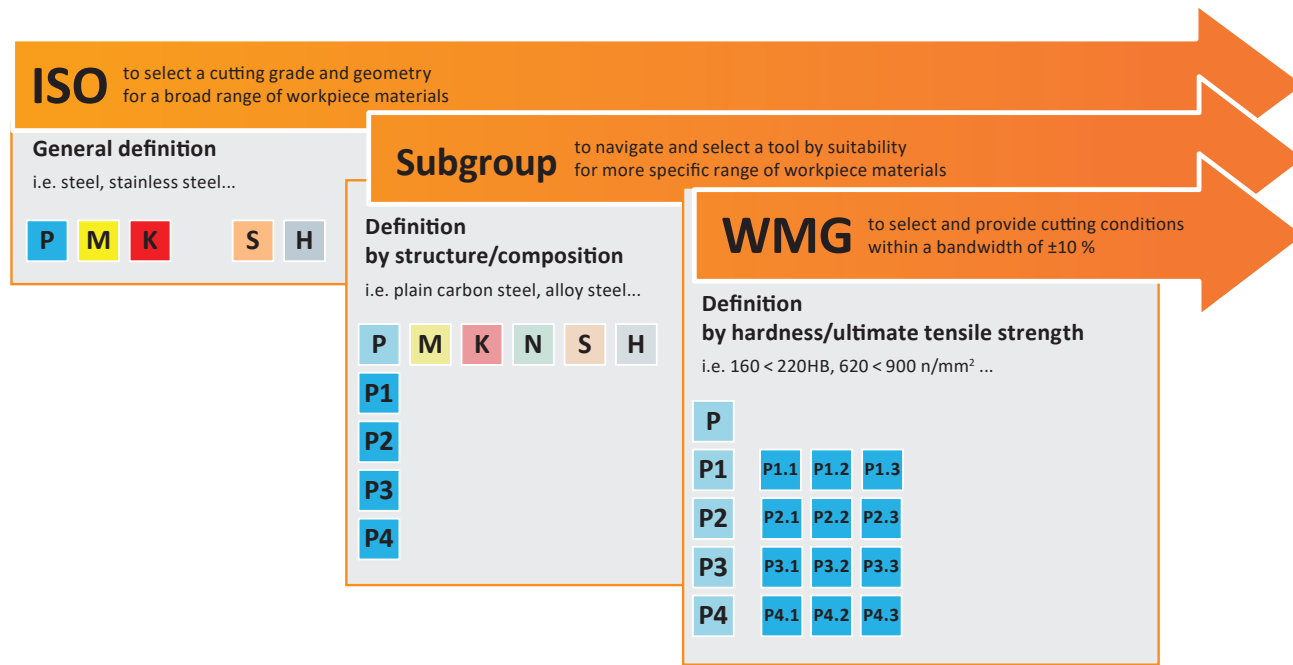 ISO
to select a cutting grade and geometry
for a broad range of workpiece materials
General definition
i.e. steel, stainless steel...
P M K S H
Subgroup
to navigate and select a tool by suitability
for more specific range of workpiece materials
Definition
by structure/composition
i.e. plain carbon steel, alloy steel...
P M K N S H
P1
P2
P3
P4
WMG
to select and provide cutting conditions
within a bandwidth of ±10 %
Definition
by hardness/ultimate tensile strength
i.e. 160 < 220HB, 620 < 900 n/mm² ...
P
P1 P1.1 P1.2 P1.3
P2 P2.1 P2.2 P2.3
P3 P3.1 P3.2 P3.3
P4 P4.1 P4.2 P4.3